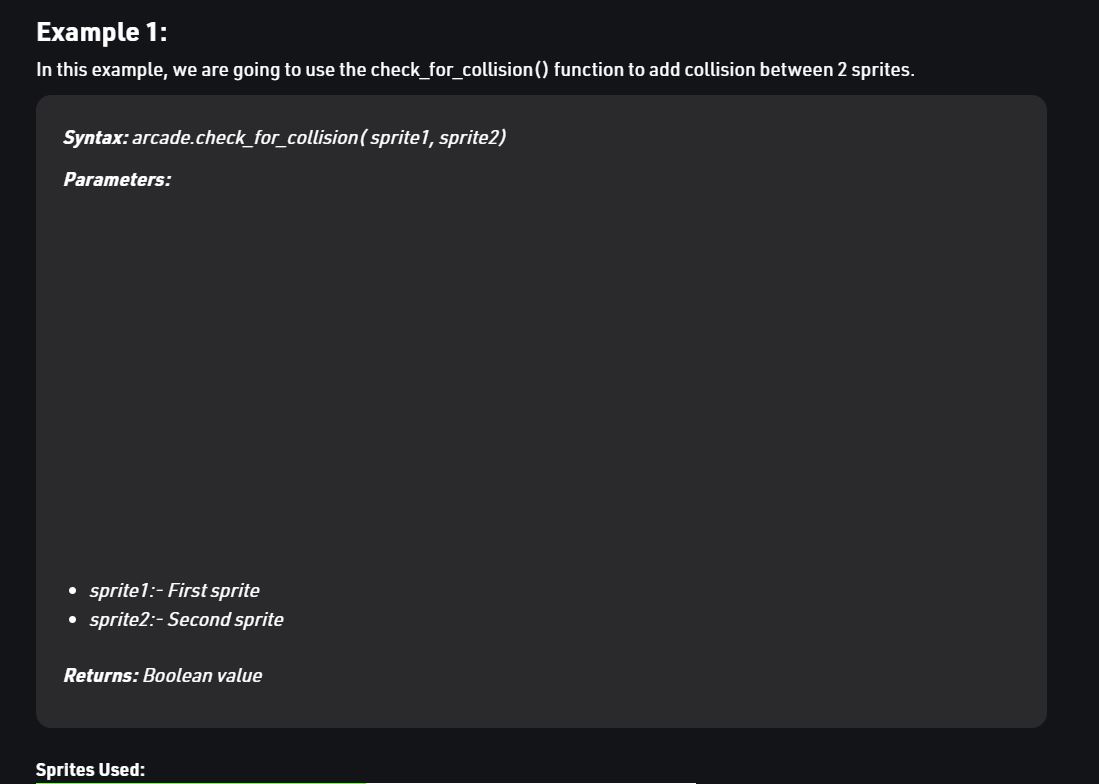 Example 1:
In this example, we are going to use the check_for_collision() function to add collision between 2 sprites.
Syntax: arcade.check_for_collision( sprite1, sprite2)
Parameters:
• sprite1:- First sprite
• sprite2:- Second sprite
Returns: Boolean value
Sprites Used: